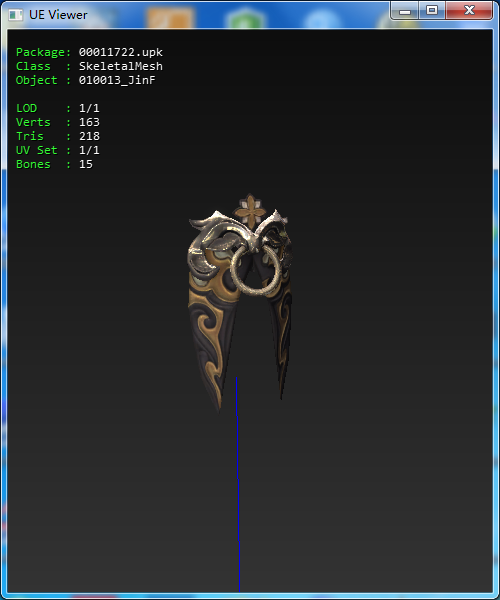 UE Viewer
Package: 00011722.upk
Class  : SkeletalMesh
Object : 010013_JinF
LOD    : 1/1
Verts  : 163
Tris   : 218
UV Set : 1/1
Bones  : 15